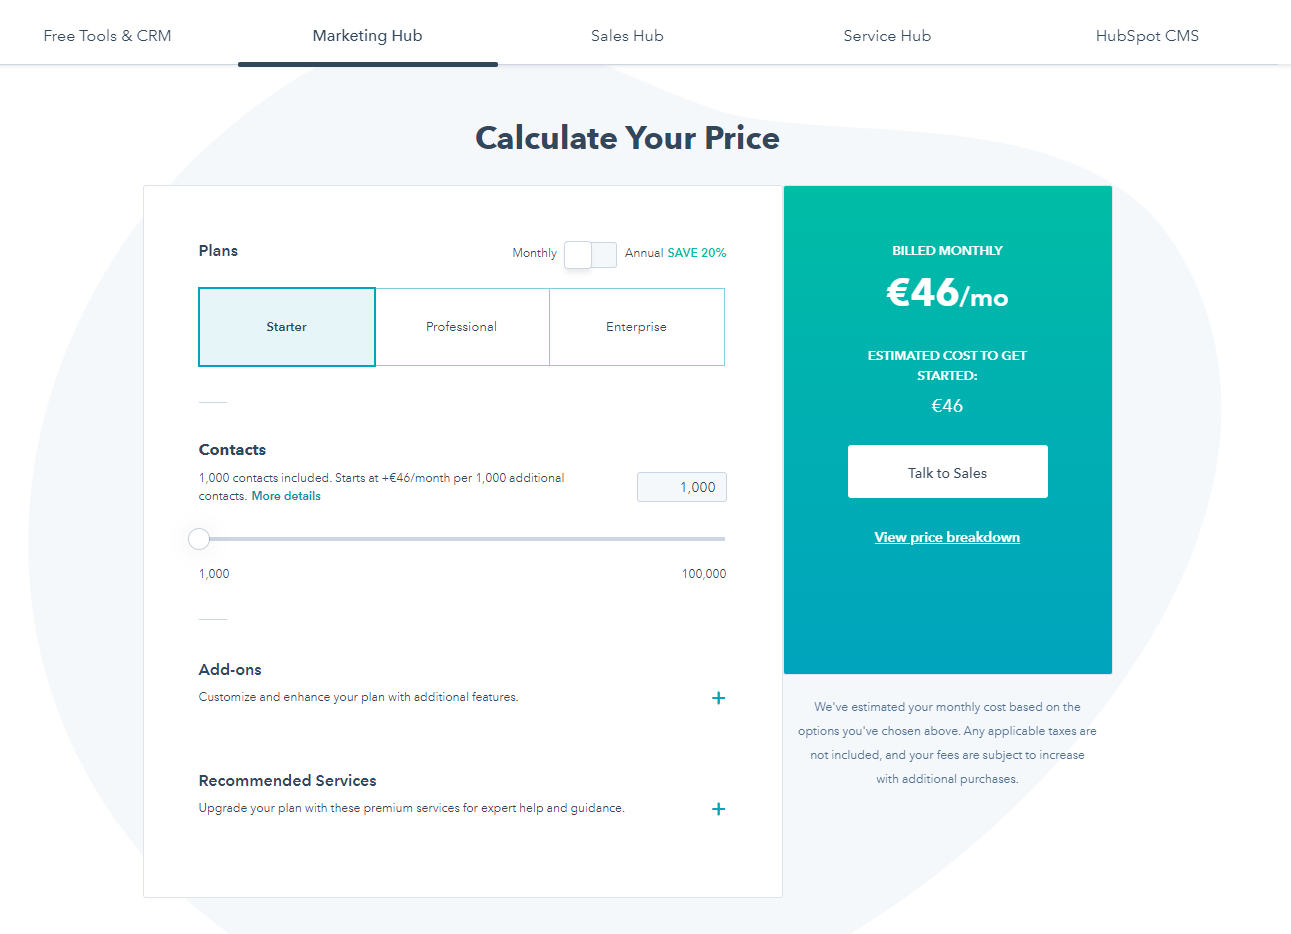 Free Tools & CRM
Marketing Hub
Sales Hub
Service Hub
HubSpot CMS
Calculate Your Price
Plans
Monthly
Annual SAVE 20%
Starter
Professional
Enterprise
Contacts
1,000 contacts included. Starts at +€46/month per 1,000 additional
contacts. More details
1,000
1,000
100,000
Add-ons
Customize and enhance your plan with additional features.
+
Recommended Services
Upgrade your plan with these premium services for expert help and guidance.
+
BILLED MONTHLY
€46/mo
ESTIMATED COST TO GET
STARTED:
€46
Talk to Sales
View price breakdown
We've estimated your monthly cost based on the
options you've chosen above. Any applicable taxes are
not included, and your fees are subject to increase
with additional purchases.